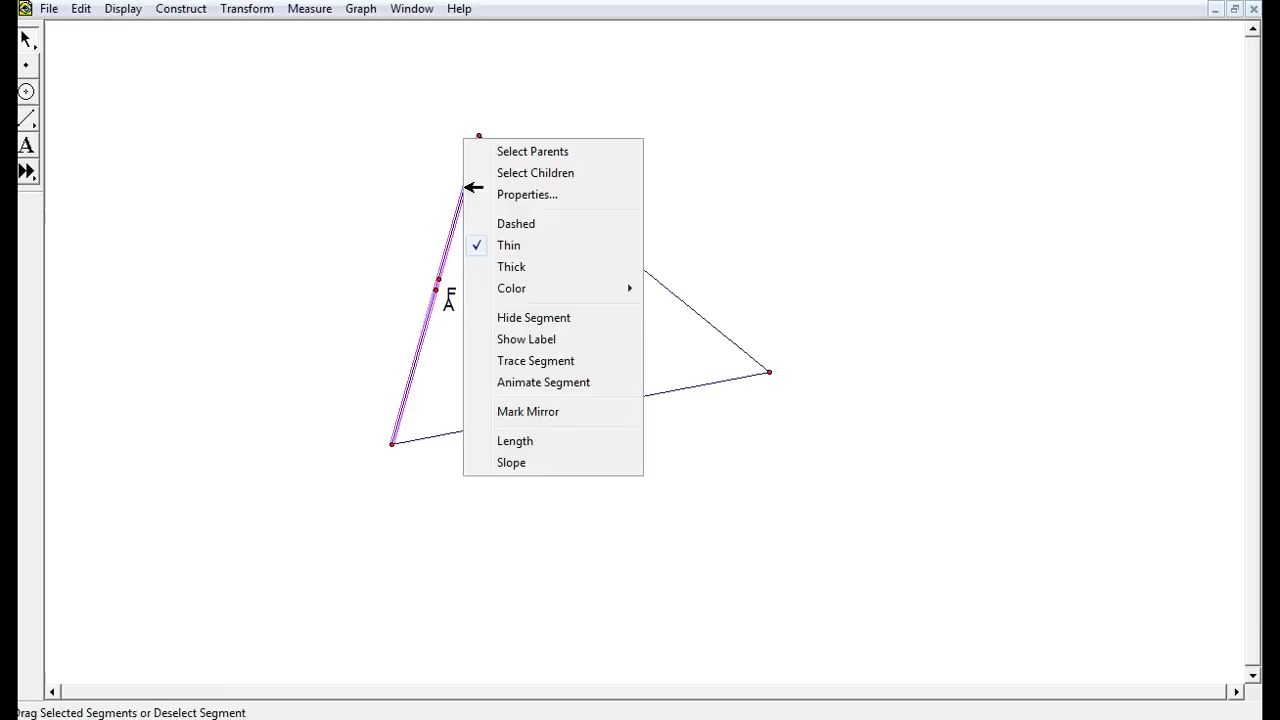 File Edit Display Construct Transform Measure Graph Window Help
A
Select Parents
Select Children
Properties...
Dashed
Thin
Thick
Color
F
A
Hide Segment
Show Label
Trace Segment
Animate Segment
Mark Mirror
Length
Slope
Drag Selected Segments or Deselect Segment